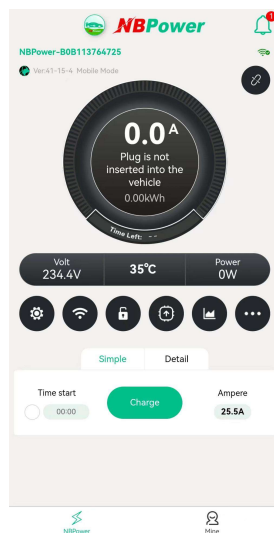 NBPower
1
NBPower-B0B113764725
Ver:41-15-4 Mobile Mode
0.0 A
Plug is not
inserted into the
vehicle
0.00kWh
Time Left: --
Volt
234.4V
35℃
Power
0W
Simple
Detail
Time start
00:00
Charge
Ampere
25.5A
NBPower
Mine